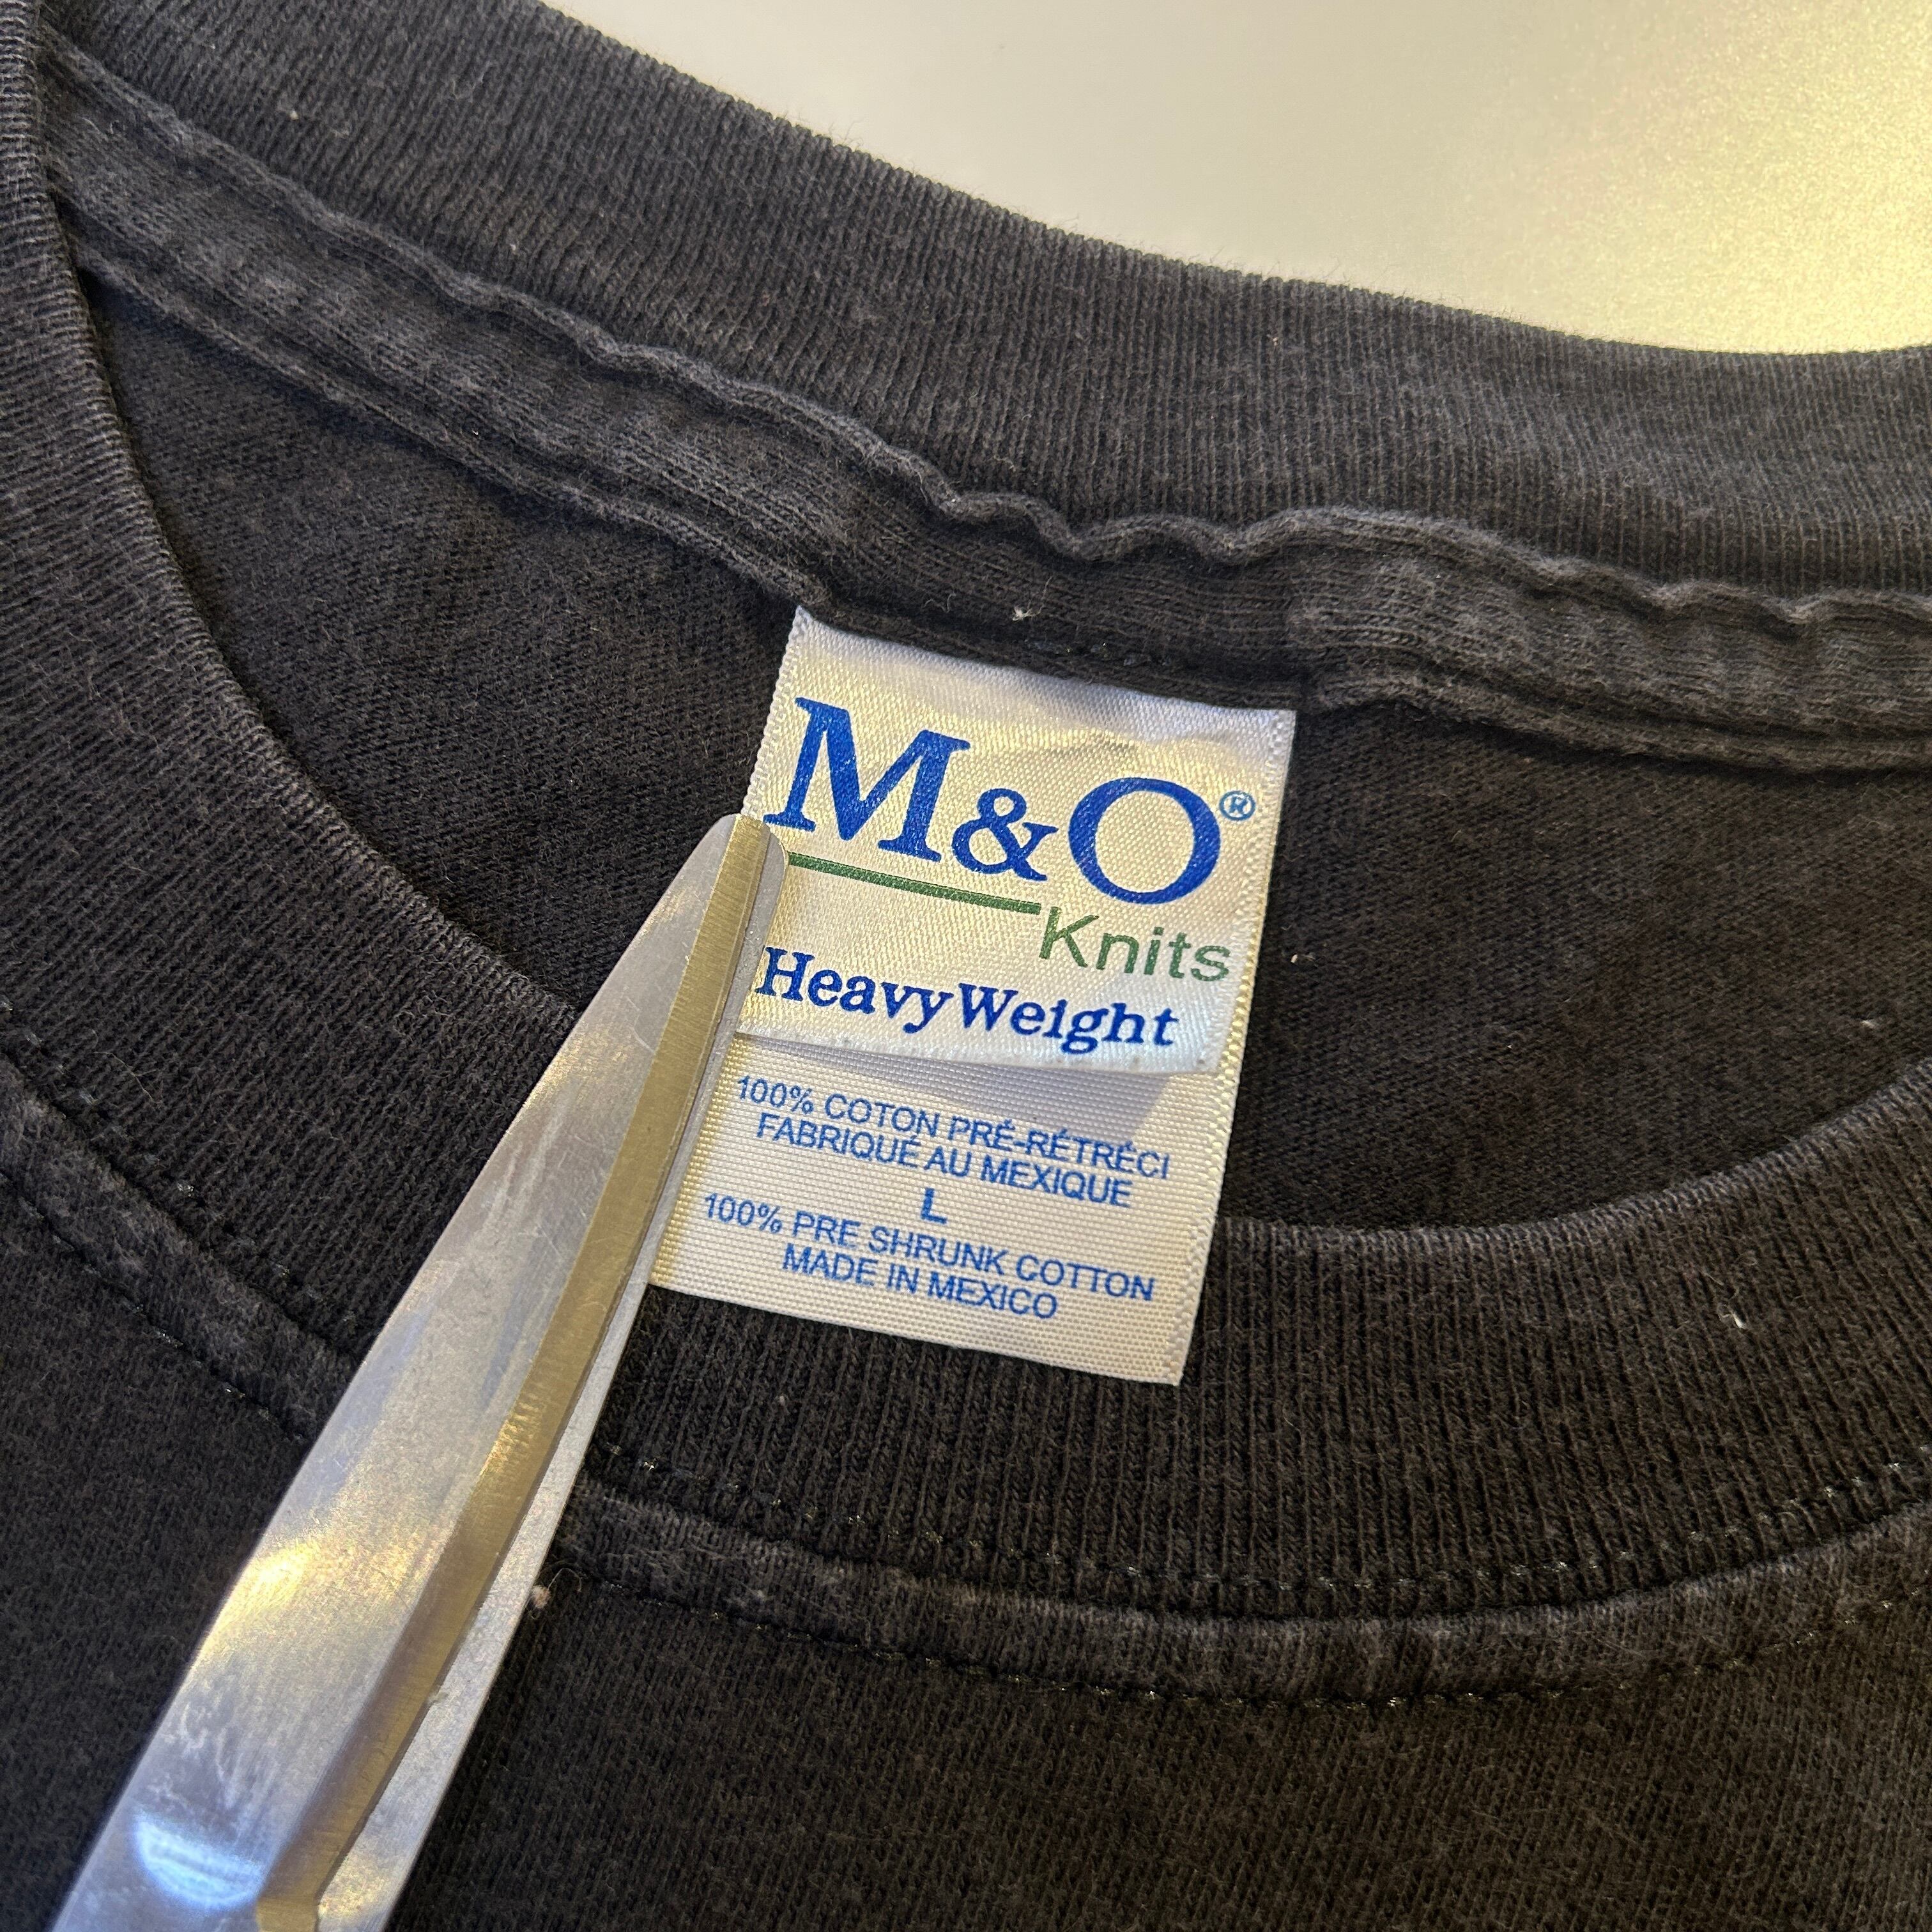 M&O®
Knits
HeavyWeight
100% COTON PRÉ-RÉTRÉCI
FABRIQUÉ AU MEXIQUE
L
100% PRE SHRUNK COTTON
MADE IN MEXICO